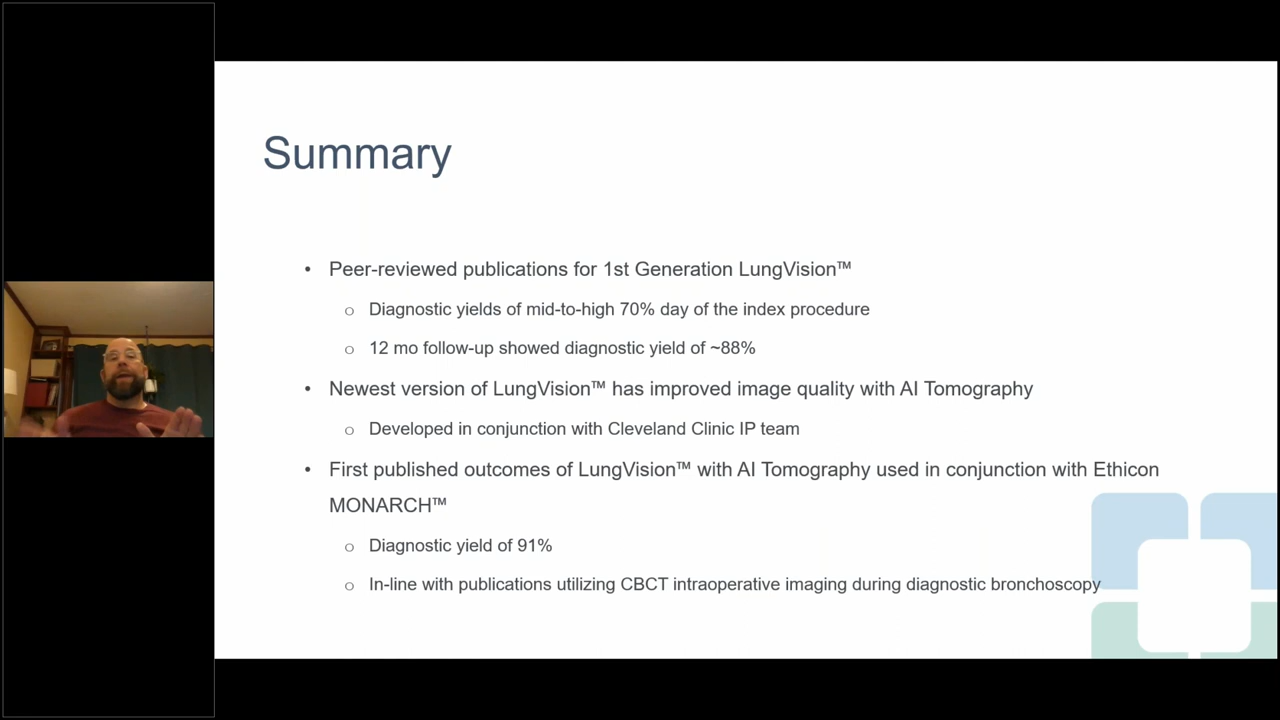 Summary
• Peer-reviewed publications for 1st Generation LungVision™
o Diagnostic yields of mid-to-high 70% day of the index procedure
o 12 mo follow-up showed diagnostic yield of ~88%
• Newest version of LungVision™ has improved image quality with AI Tomography
o Developed in conjunction with Cleveland Clinic IP team
• First published outcomes of LungVision™ with AI Tomography used in conjunction with Ethicon
MONARCH™
o Diagnostic yield of 91%
o In-line with publications utilizing CBCT intraoperative imaging during diagnostic bronchoscopy